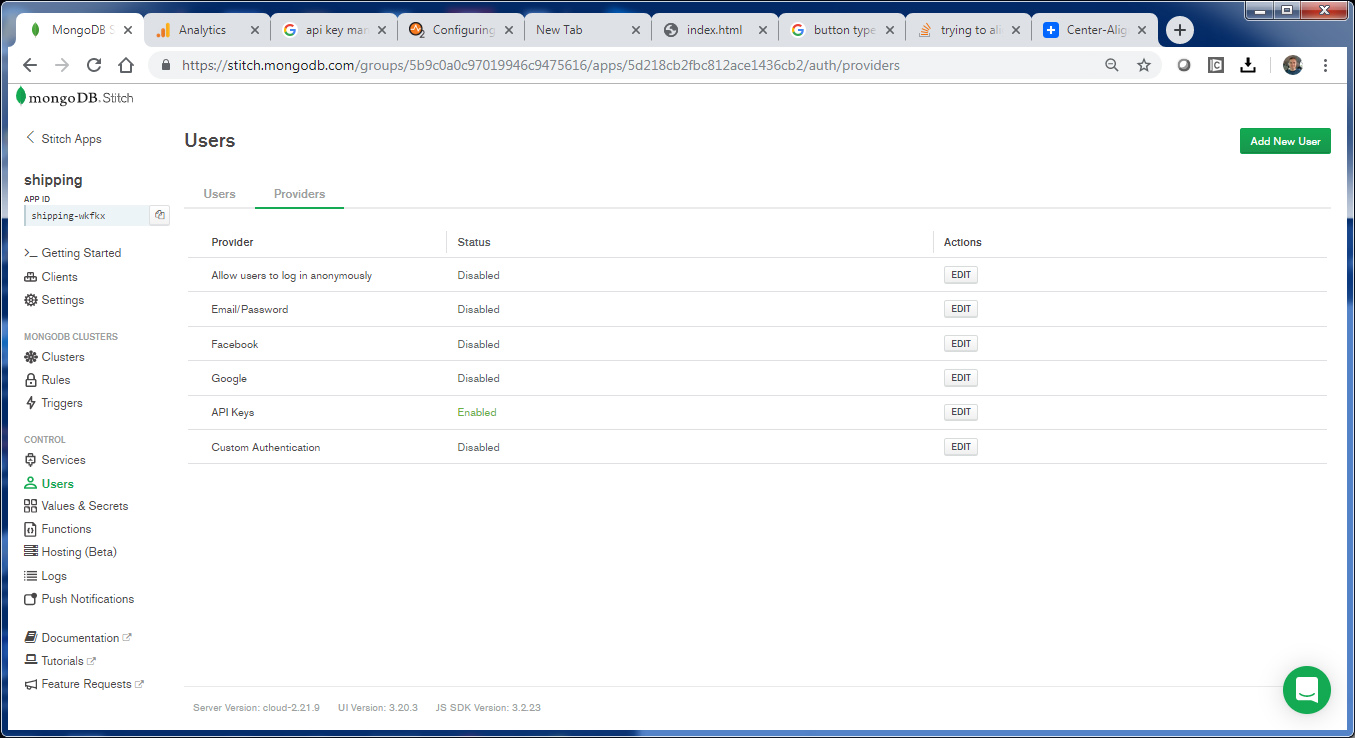 MongoDB S
Analytics
api key man
Configuring
New Tab
index.html
button type
trying to ali
Center-Alig
https://stitch.mongodb.com/groups/5b9c0a0c97019946c9475616/apps/5d218cb2fbc812ace1436cb2/auth/providers
mongoDB.Stitch
Stitch Apps
shipping
APP ID
shipping-wkfkx
>_ Getting Started
Clients
Settings
MONGODB CLUSTERS
Clusters
Rules
Triggers
CONTROL
Services
Users
Values & Secrets
Functions
Hosting (Beta)
Logs
Push Notifications
Documentation
Tutorials
Feature Requests
Users
Add New User
Users Providers
Provider Status Actions
Allow users to log in anonymously Disabled EDIT
Email/Password Disabled EDIT
Facebook Disabled EDIT
Google Disabled EDIT
API Keys Enabled EDIT
Custom Authentication Disabled EDIT
Server Version: cloud-2.21.9 UI Version: 3.20.3 JS SDK Version: 3.2.23